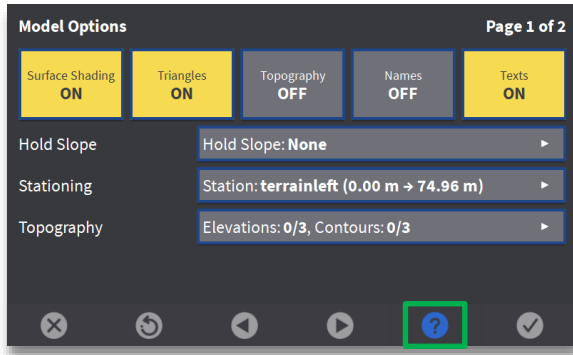 Model Options Page 1 of 2
Surface Shading Triangles Topography Names Texts
ON ON OFF OFF ON
Hold Slope Hold Slope: None ▸
Stationing Station: terrainleft (0.00 m → 74.96 m) ▸
Topography Elevations: 0/3, Contours: 0/3 ▸
?